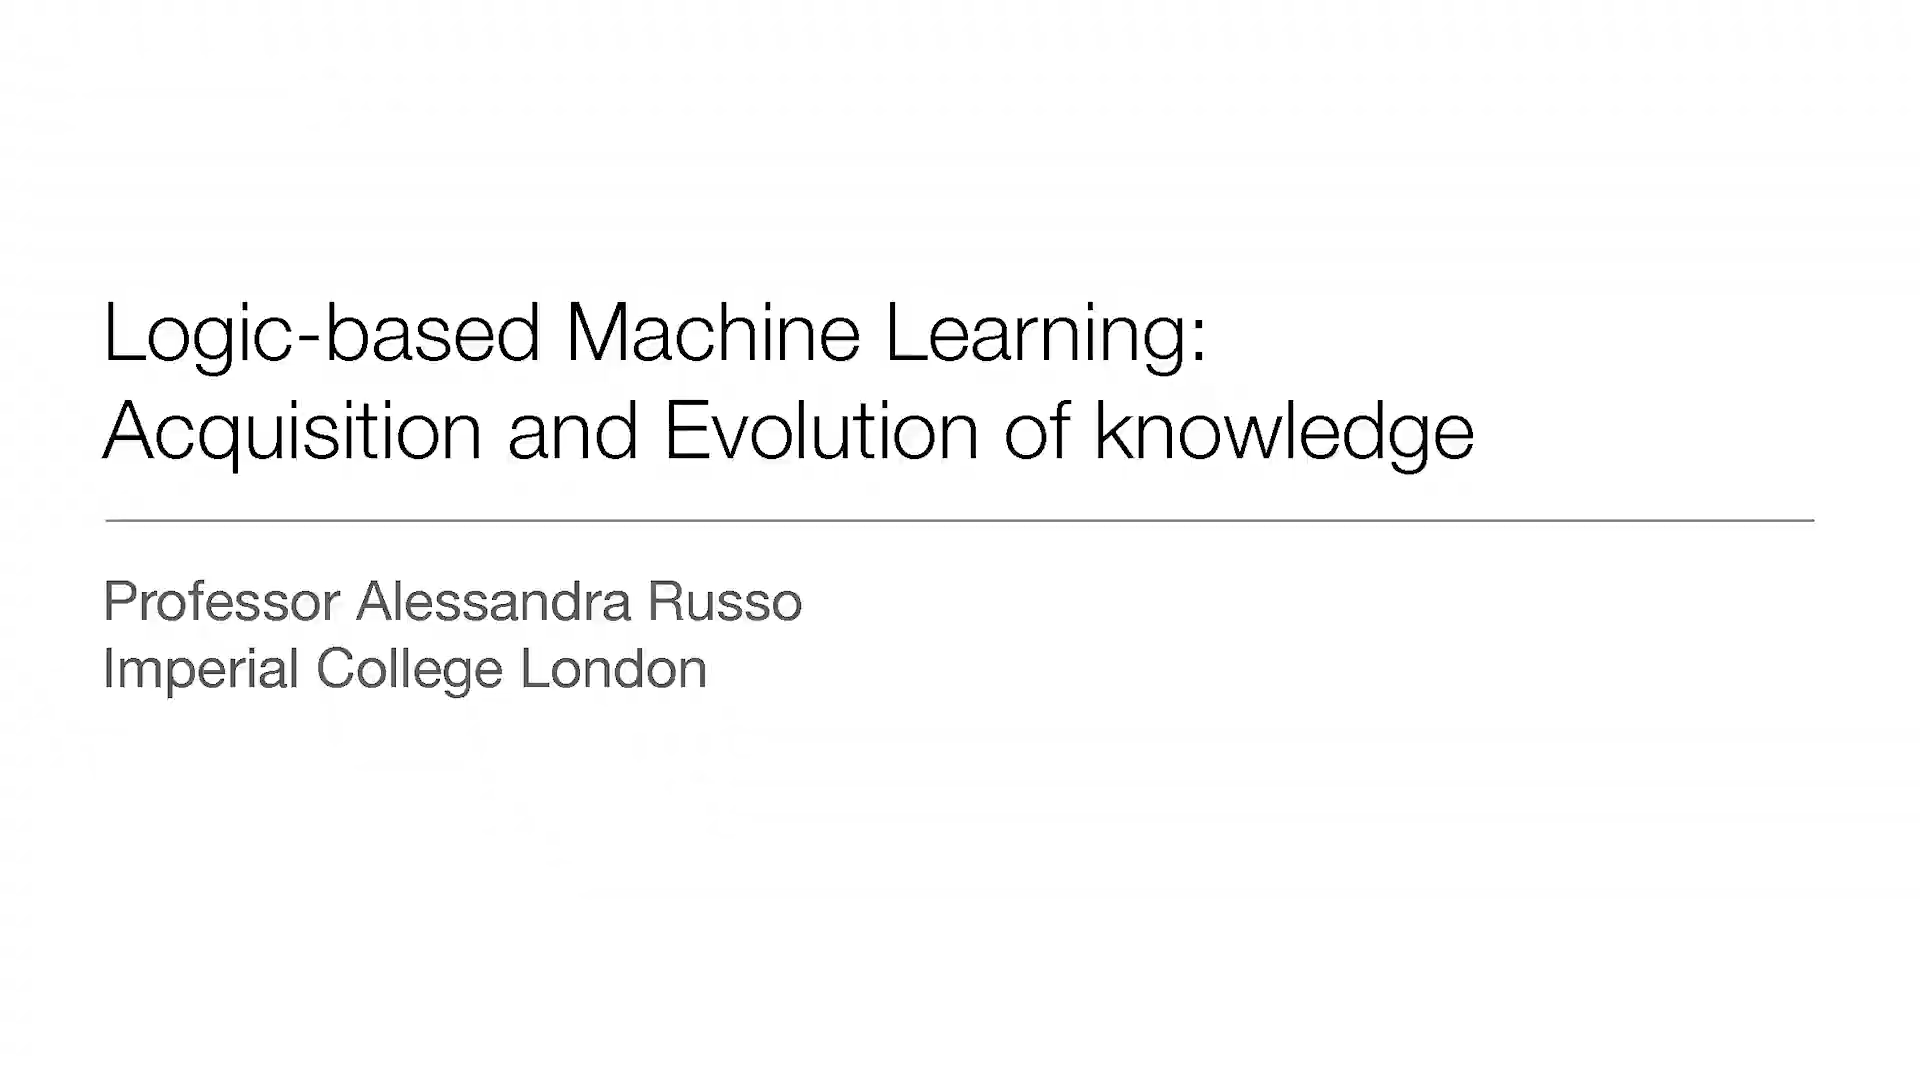 Logic-based Machine Learning:
Acquisition and Evolution of knowledge
Professor Alessandra Russo
Imperial College London